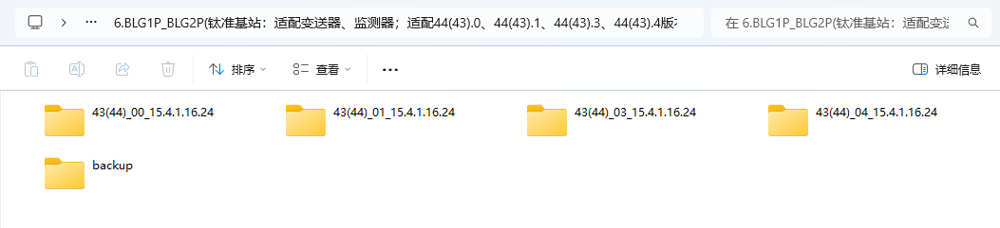 6.BLG1P_BLG2P(钛准基站：适配变送器、监测器；适配44(43).0、44(43).1、44(43).3、44(43).4版本
在 6.BLG1P_BLG2P(钛准基站：适配变送
排序
查看
详细信息
43(44)_00_15.4.1.16.24
43(44)_01_15.4.1.16.24
43(44)_03_15.4.1.16.24
43(44)_04_15.4.1.16.24
backup